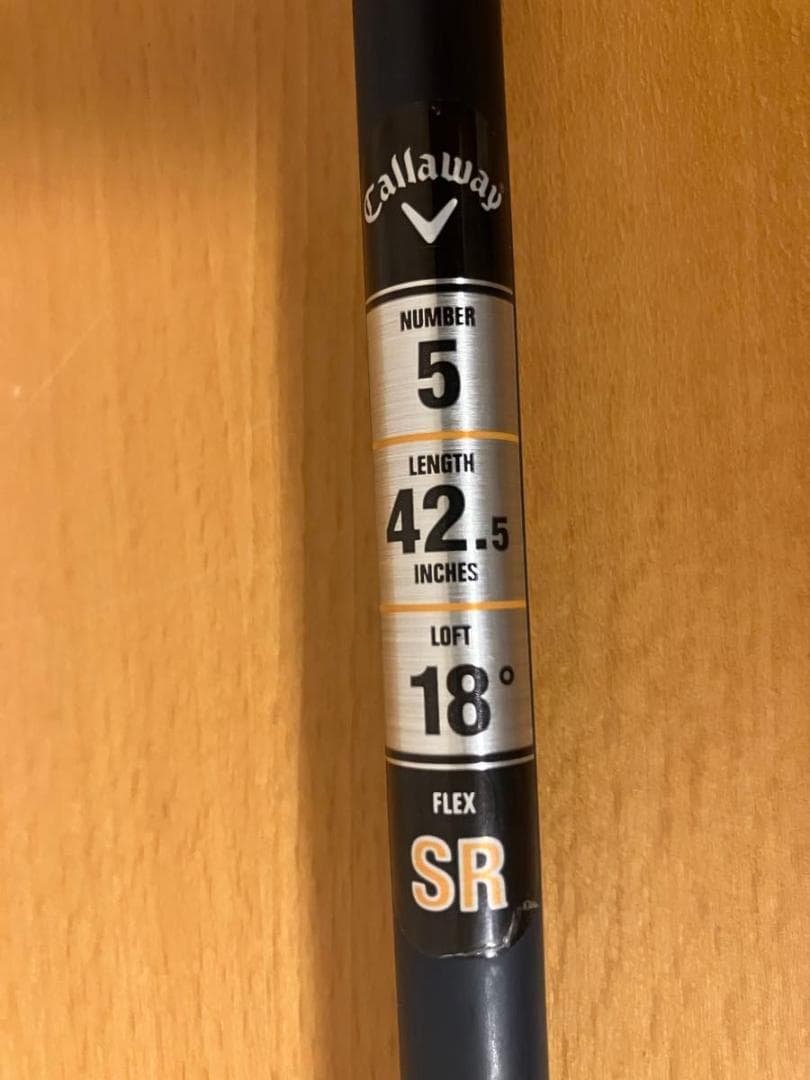 Callaway
NUMBER
5
LENGTH
42.5
INCHES
LOFT
18°
FLEX
SR